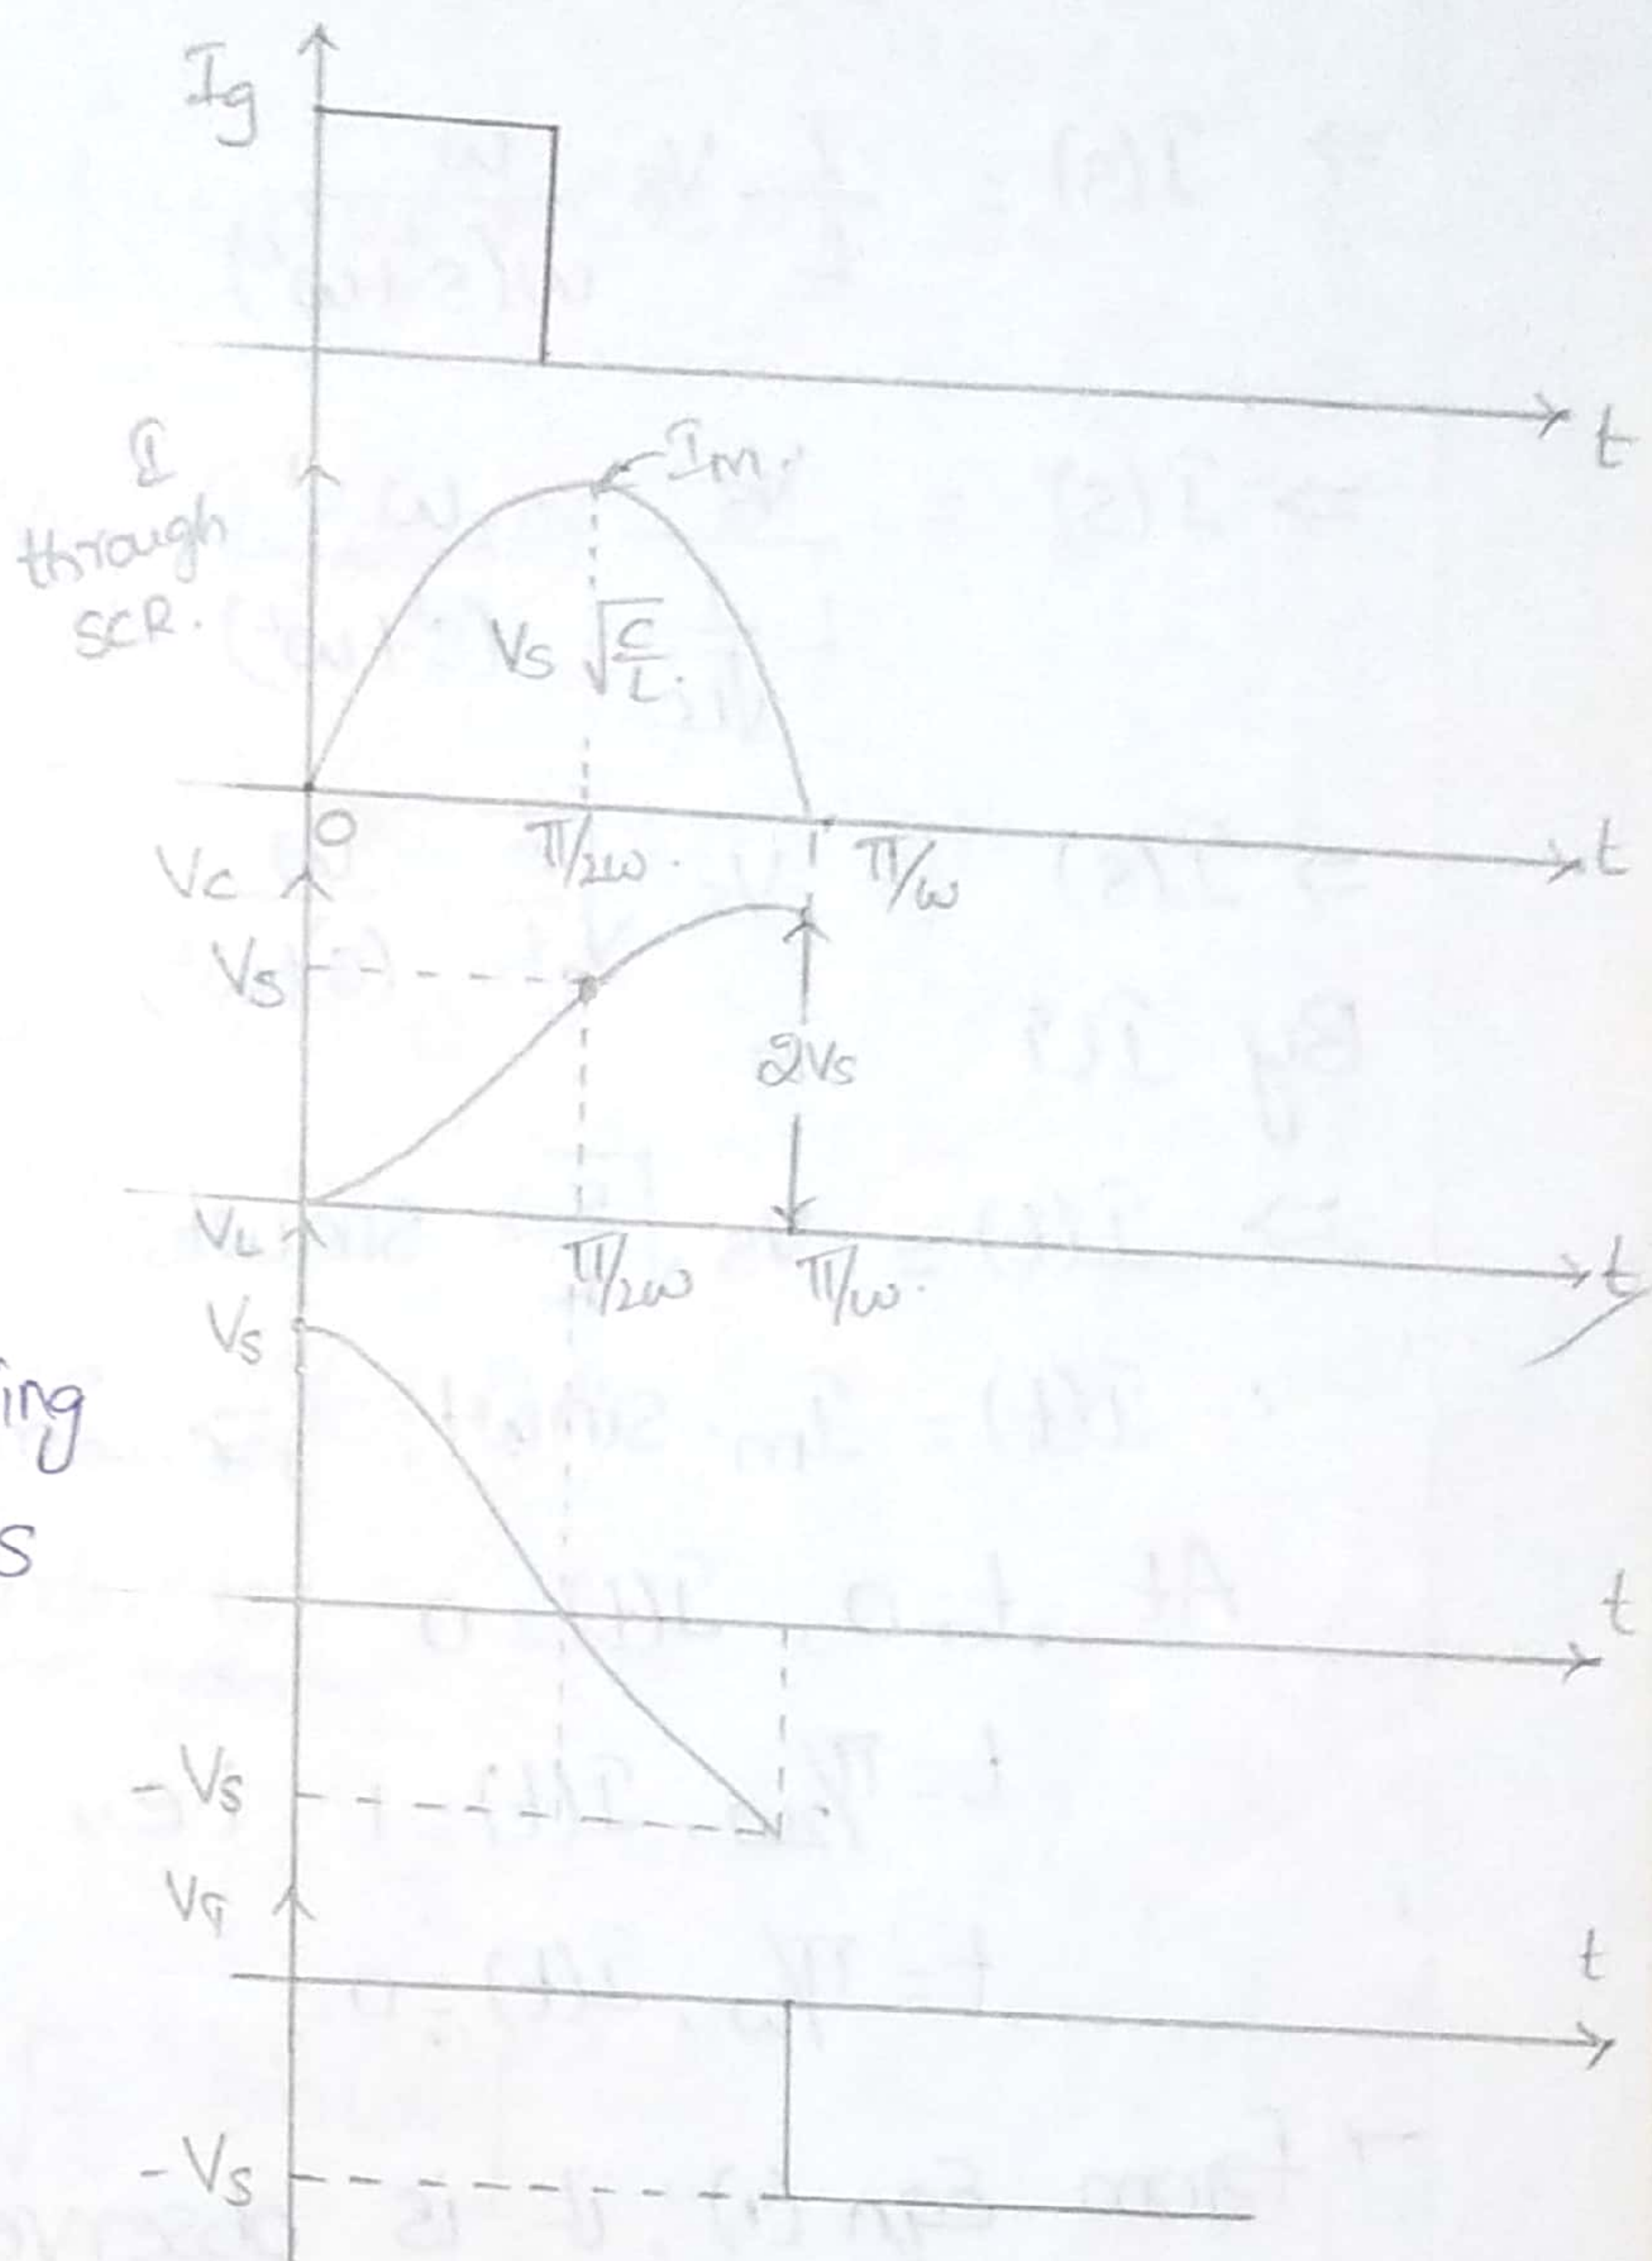 Ig
t
I
through
SCR.
Im.
Vs √C/L.
0
π/2ω.
π/ω
t
Vc
Vs
2Vs
π/2ω
π/ω.
t
VL
Vs
ing
s
t
-Vs
VT
t
-Vs